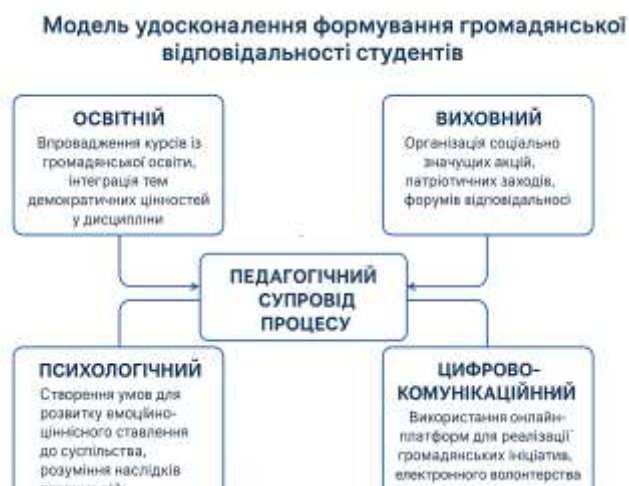 Модель удосконалення формування громадянської
відповідальності студентів
ОСВІТНІЙ
Впровадження курсів із
громадянської освіти,
інтеграція тем
демократичних цінностей
у дисципліни
ВИХОВНИЙ
Організація соціально
значущих акцій,
патріотичних заходів,
форумів відповідальносі
ПЕДАГОГІЧНИЙ
СУПРОВІД
ПРОЦЕСУ
ПСИХОЛОГІЧНИЙ
Створення умов для
розвитку емоційно-
ціннісного ставлення
до суспільства,
розуміння наслідків
ЦИФРОВО-
КОМУНІКАЦІЙННИЙ
Використання онлайн-
платформ для реалізації
громадянських ініціатив,
електронного волонтерства